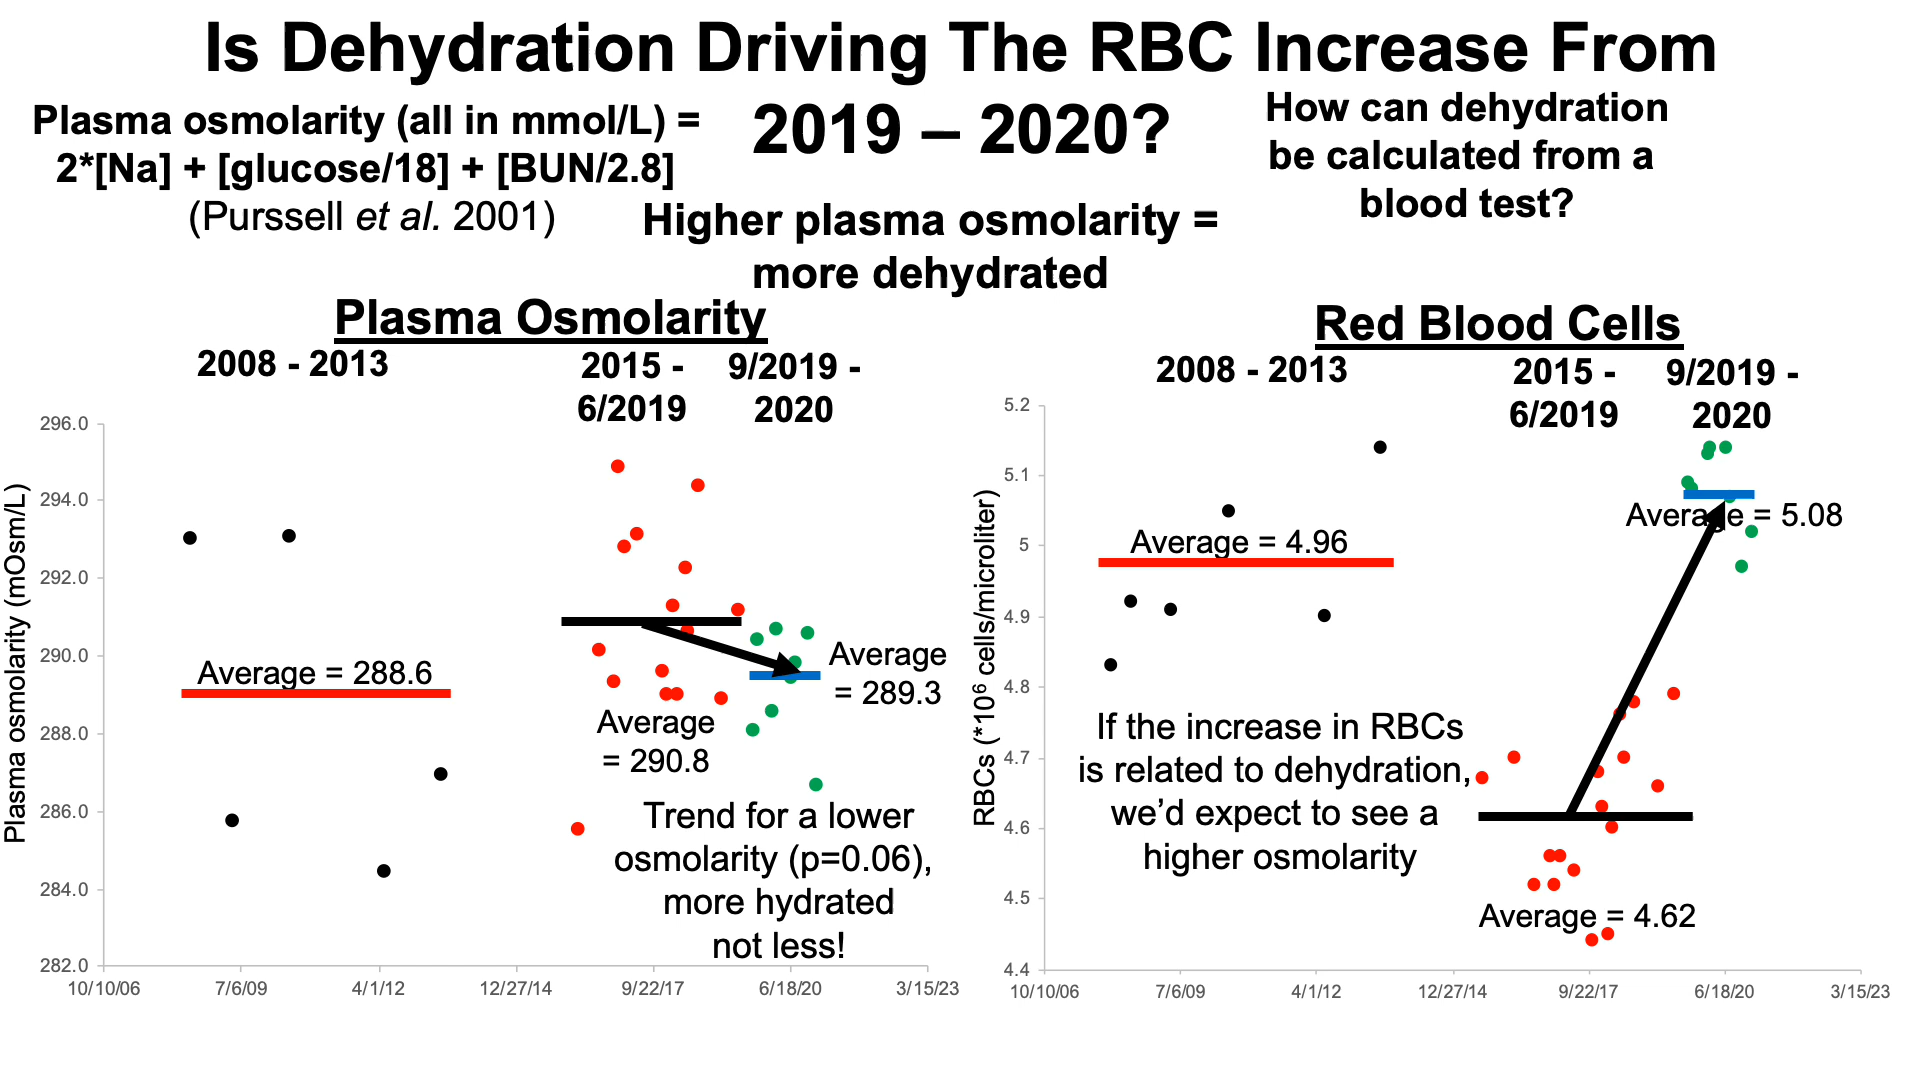 Is Dehydration Driving The RBC Increase From
2019 – 2020?
Plasma osmolarity (all in mmol/L) =
2*[Na] + [glucose/18] + [BUN/2.8]
(Purssell et al. 2001)
How can dehydration
be calculated from a
blood test?
Higher plasma osmolarity =
more dehydrated
Plasma Osmolarity
2008 - 2013
2015 -
6/2019
9/2019 -
2020
Plasma osmolarity (mOsm/L)
296.0
294.0
292.0
290.0
288.0
286.0
284.0
282.0
Average = 288.6
Average
= 290.8
Average
= 289.3
Trend for a lower
osmolarity (p=0.06),
more hydrated
not less!
10/10/06
7/6/09
4/1/12
12/27/14
9/22/17
6/18/20
3/15/23
Red Blood Cells
2008 - 2013
2015 -
6/2019
9/2019 -
2020
RBCs (*10⁶ cells/microliter)
5.2
5.1
5
4.9
4.8
4.7
4.6
4.5
4.4
Average = 4.96
Average = 5.08
If the increase in RBCs
is related to dehydration,
we’d expect to see a
higher osmolarity
Average = 4.62
10/10/06
7/6/09
4/1/12
12/27/14
9/22/17
6/18/20
3/15/23